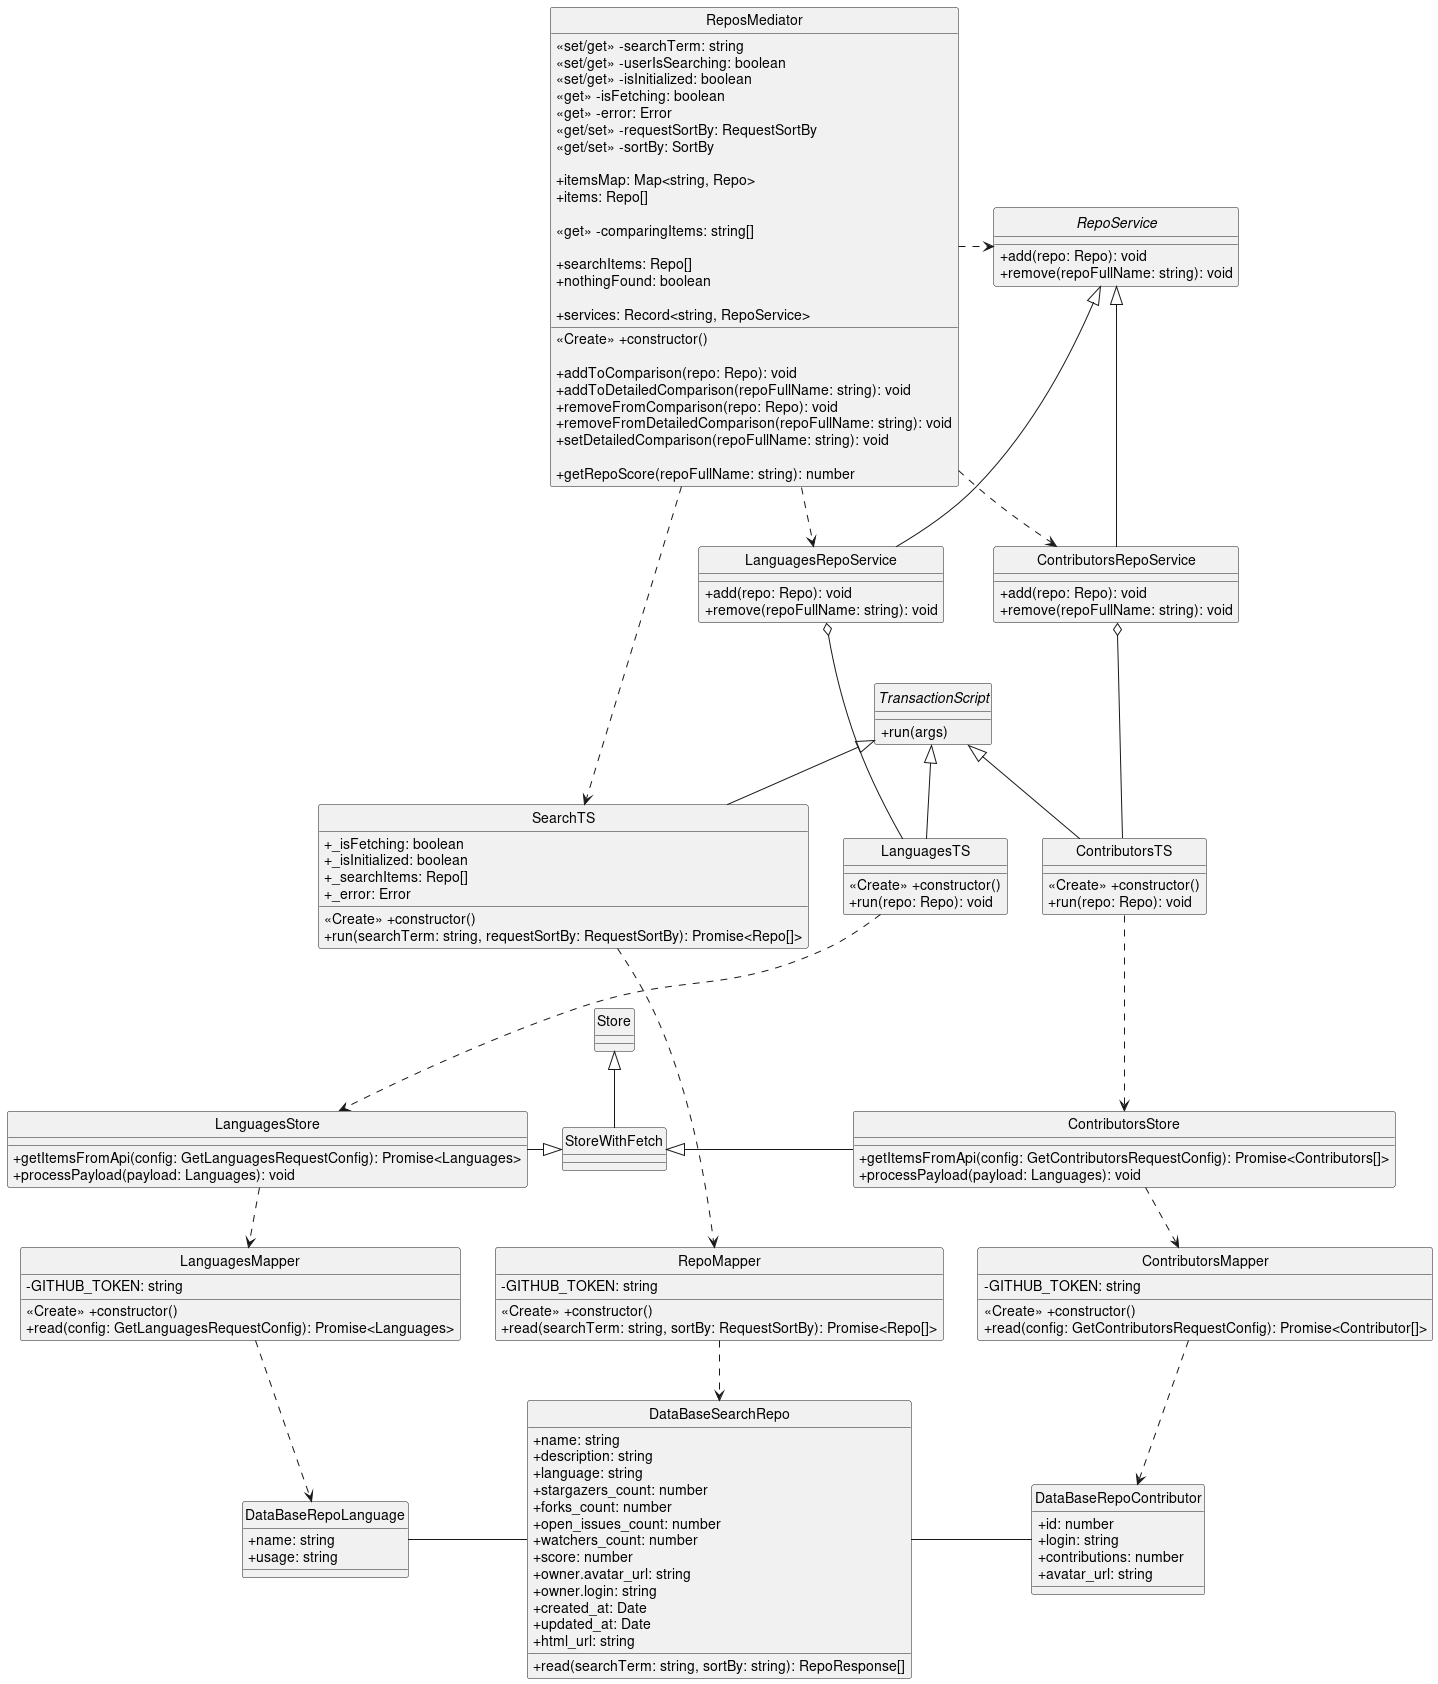 ReposMediator
«set/get» -searchTerm: string
«set/get» -userIsSearching: boolean
«set/get» -isInitialized: boolean
«get» -isFetching: boolean
«get» -error: Error
«get/set» -requestSortBy: RequestSortBy
«get/set» -sortBy: SortBy
+itemsMap: Map<string, Repo>
+items: Repo[]
«get» -comparingItems: string[]
+searchItems: Repo[]
+nothingFound: boolean
+services: Record<string, RepoService>
«Create» +constructor()
+addToComparison(repo: Repo): void
+addToDetailedComparison(repoFullName: string): void
+removeFromComparison(repo: Repo): void
+removeFromDetailedComparison(repoFullName: string): void
+setDetailedComparison(repoFullName: string): void
+getRepoScore(repoFullName: string): number
RepoService
+add(repo: Repo): void
+remove(repoFullName: string): void
LanguagesRepoService
+add(repo: Repo): void
+remove(repoFullName: string): void
ContributorsRepoService
+add(repo: Repo): void
+remove(repoFullName: string): void
TransactionScript
+run(args)
SearchTS
+_isFetching: boolean
+_isInitialized: boolean
+_searchItems: Repo[]
+_error: Error
«Create» +constructor()
+run(searchTerm: string, requestSortBy: RequestSortBy): Promise<Repo[]>
LanguagesTS
«Create» +constructor()
+run(repo: Repo): void
ContributorsTS
«Create» +constructor()
+run(repo: Repo): void
Store
LanguagesStore
+getItemsFromApi(config: GetLanguagesRequestConfig): Promise<Languages>
+processPayload(payload: Languages): void
StoreWithFetch
ContributorsStore
+getItemsFromApi(config: GetContributorsRequestConfig): Promise<Contributors[]>
+processPayload(payload: Languages): void
LanguagesMapper
-GITHUB_TOKEN: string
«Create» +constructor()
+read(config: GetLanguagesRequestConfig): Promise<Languages>
RepoMapper
-GITHUB_TOKEN: string
«Create» +constructor()
+read(searchTerm: string, sortBy: RequestSortBy): Promise<Repo[]>
ContributorsMapper
-GITHUB_TOKEN: string
«Create» +constructor()
+read(config: GetContributorsRequestConfig): Promise<Contributor[]>
DataBaseRepoLanguage
+name: string
+usage: string
DataBaseSearchRepo
+name: string
+description: string
+language: string
+stargazers_count: number
+forks_count: number
+open_issues_count: number
+watchers_count: number
+score: number
+owner.avatar_url: string
+owner.login: string
+created_at: Date
+updated_at: Date
+html_url: string
+read(searchTerm: string, sortBy: string): RepoResponse[]
DataBaseRepoContributor
+id: number
+login: string
+contributions: number
+avatar_url: string